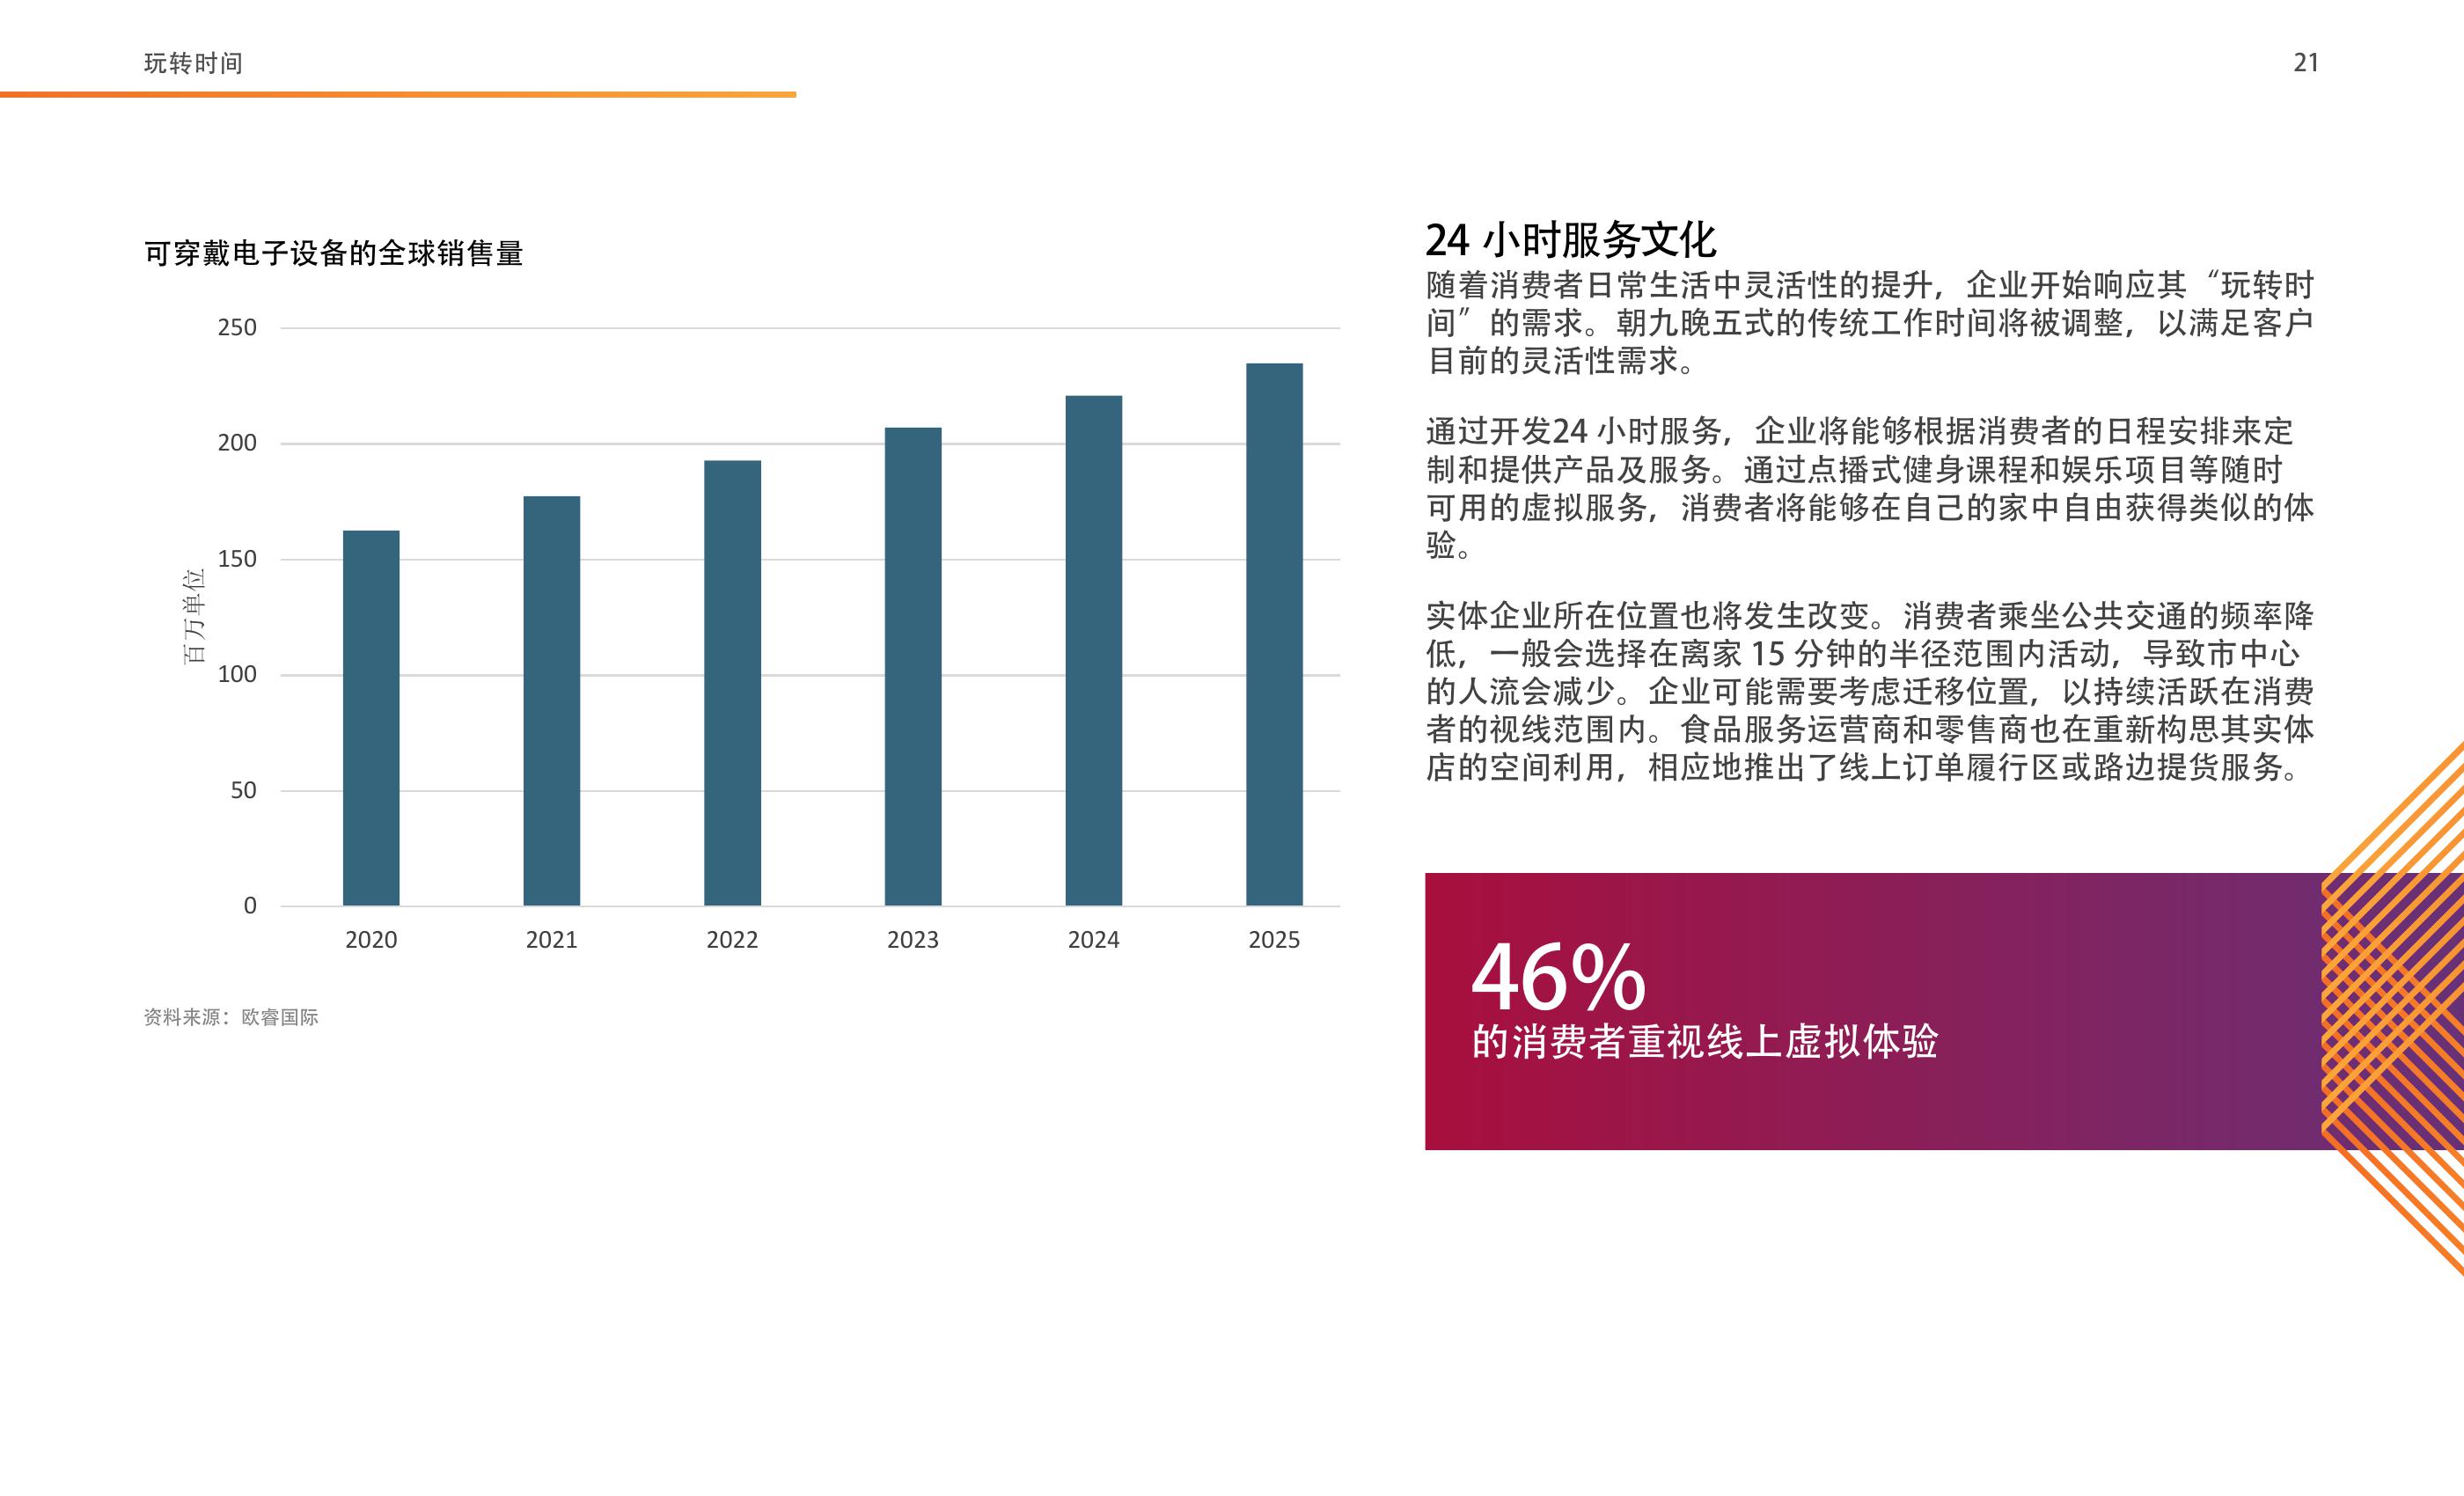 玩转时间
21
可穿戴电子设备的全球销售量
250
200
150
100
50
0
百万单位
2020
2021
2022
2023
2024
2025
资料来源：欧睿国际
24 小时服务文化
随着消费者日常生活中灵活性的提升，企业开始响应其“玩转时
间”的需求。朝九晚五式的传统工作时间将被调整，以满足客户
目前的灵活性需求。
通过开发24 小时服务，企业将能够根据消费者的日程安排来定
制和提供产品及服务。通过点播式健身课程和娱乐项目等随时
可用的虚拟服务，消费者将能够在自己的家中自由获得类似的体
验。
实体企业所在位置也将发生改变。消费者乘坐公共交通的频率降
低，一般会选择在离家 15 分钟的半径范围内活动，导致市中心
的人流会减少。企业可能需要考虑迁移位置，以持续活跃在消费
者的视线范围内。食品服务运营商和零售商也在重新构思其实体
店的空间利用，相应地推出了线上订单履行区或路边提货服务。
46%
的消费者重视线上虚拟体验